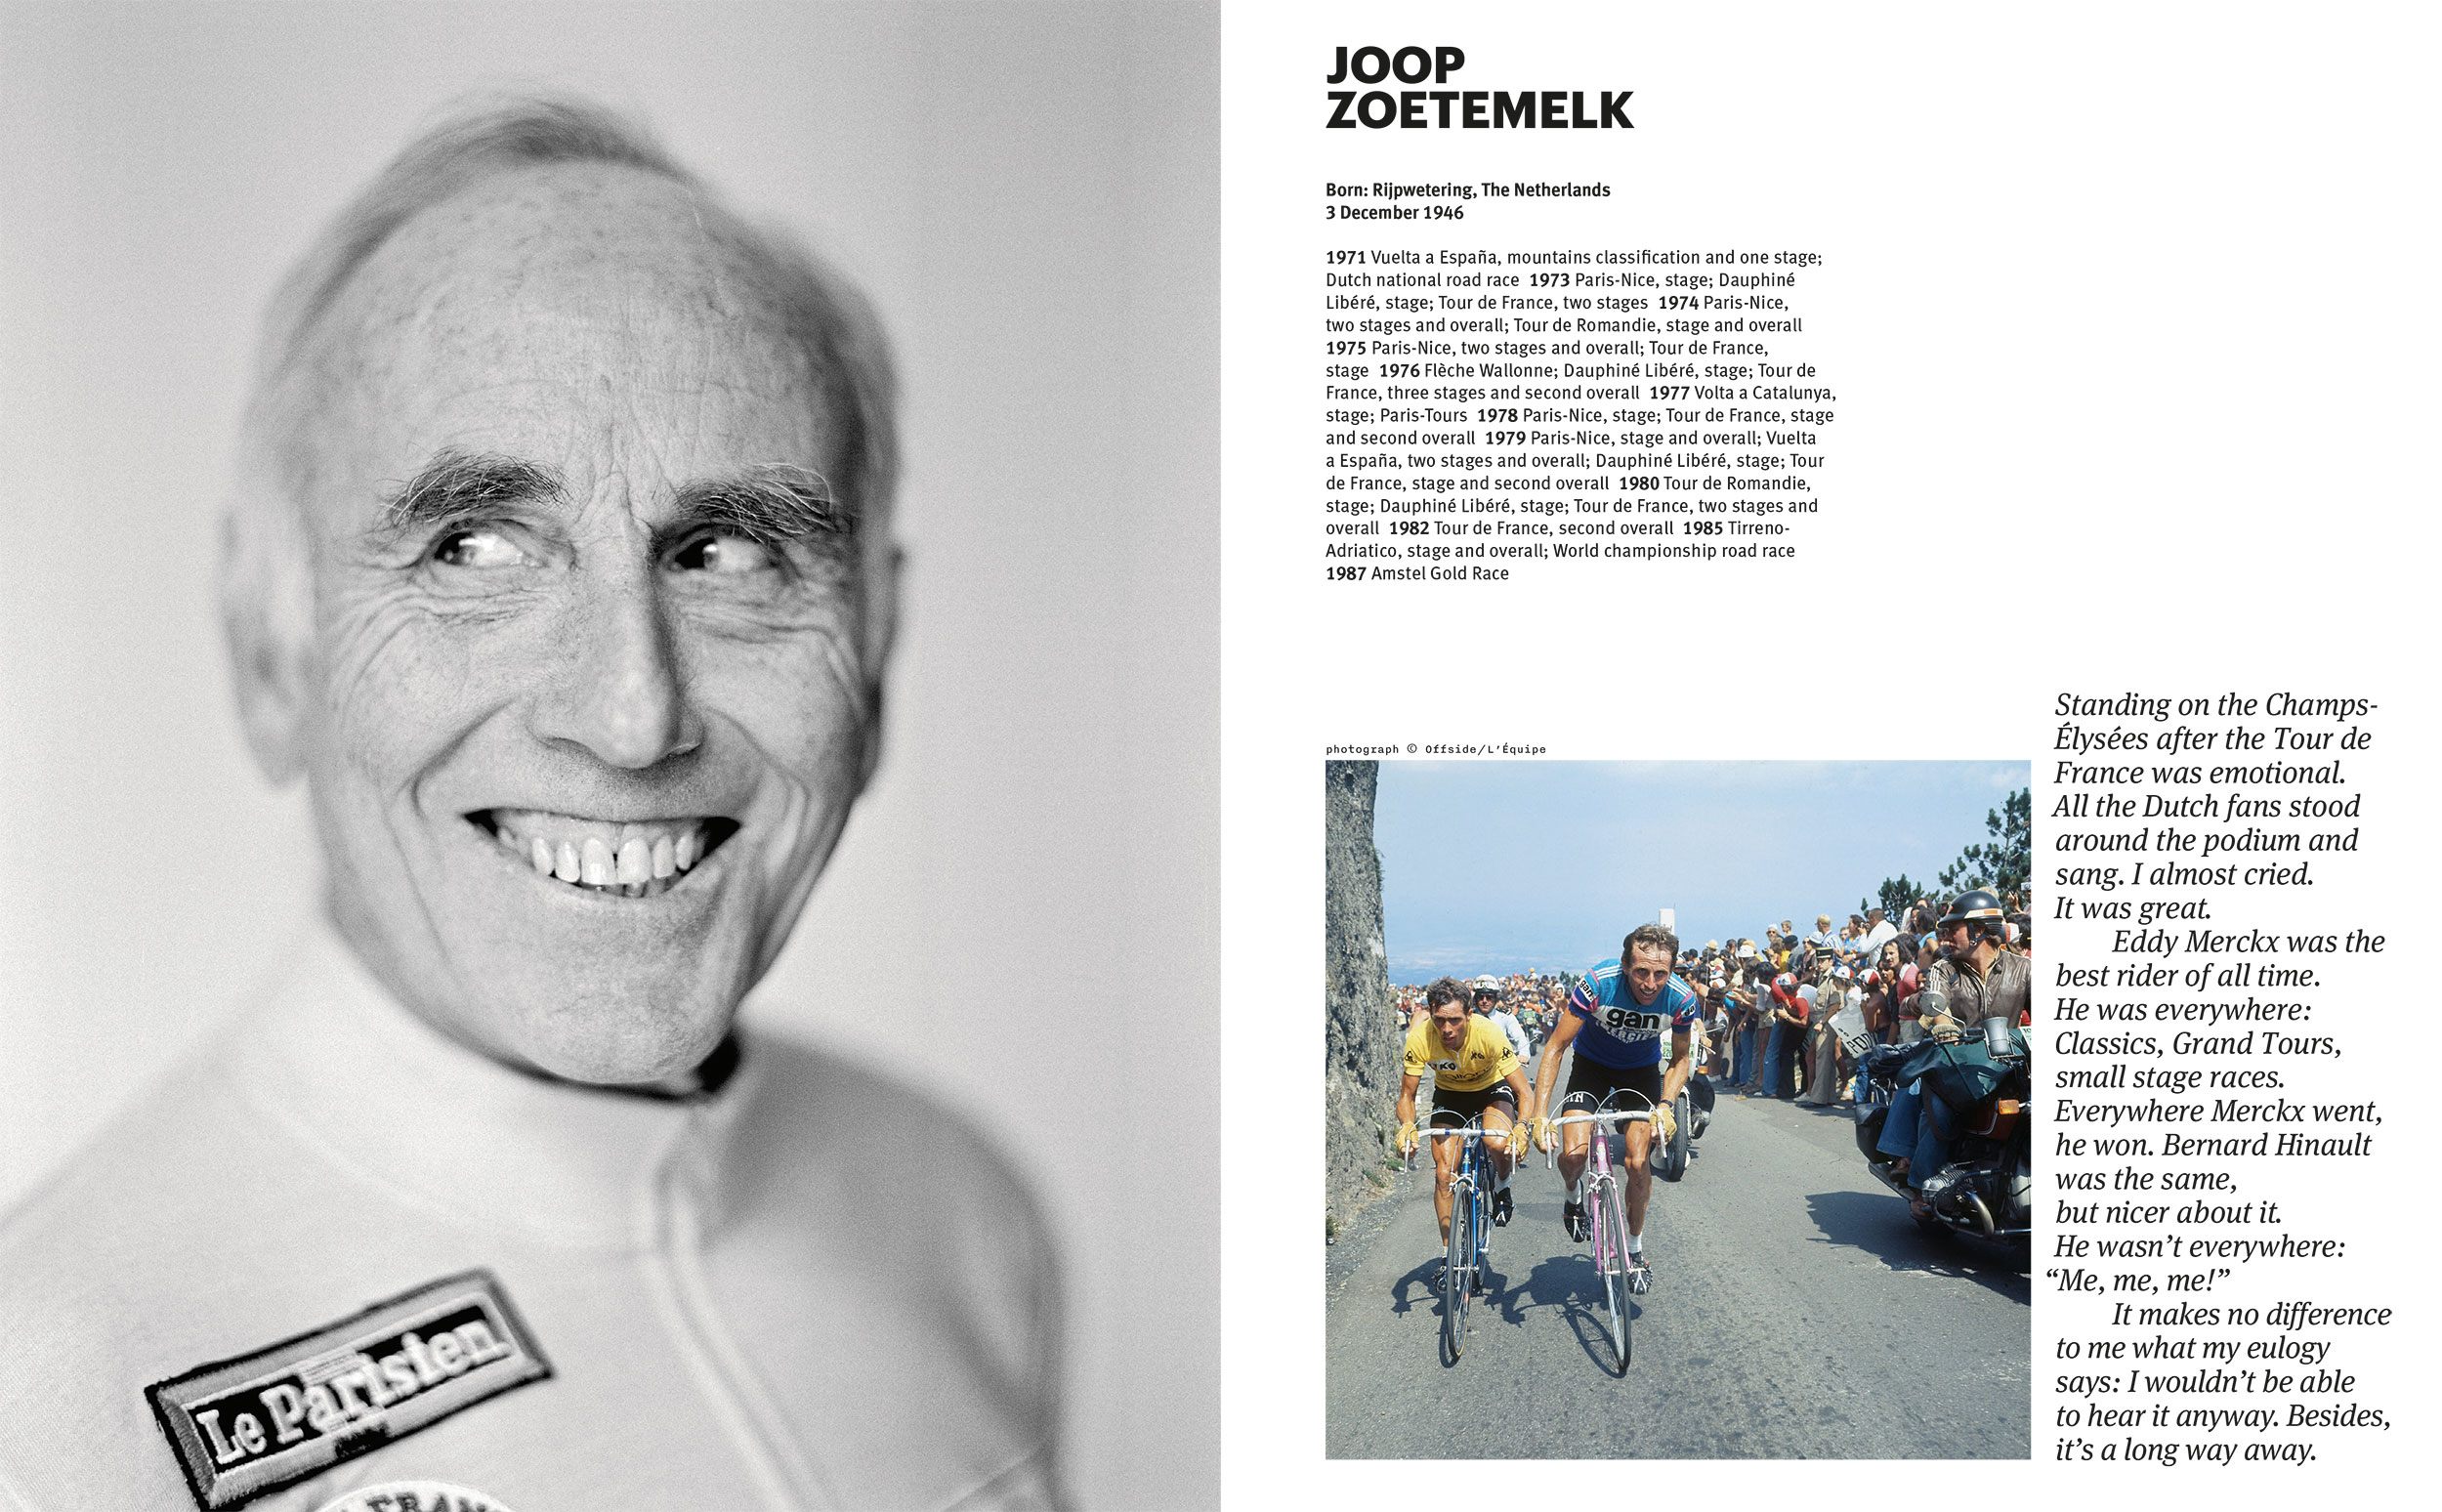 JOOP
ZOETEMELK
Born: Rijpwetering, The Netherlands
3 December 1946
1971 Vuelta a España, mountains classification and one stage;
Dutch national road race 1973 Paris-Nice, stage; Dauphiné
Libéré, stage; Tour de France, two stages 1974 Paris-Nice,
two stages and overall; Tour de Romandie, stage and overall
1975 Paris-Nice, two stages and overall; Tour de France,
stage 1976 Flèche Wallonne; Dauphiné Libéré, stage; Tour de
France, three stages and second overall 1977 Volta a Catalunya,
stage; Paris-Tours 1978 Paris-Nice, stage; Tour de France, stage
and second overall 1979 Paris-Nice, stage and overall; Vuelta
a España, two stages and overall; Dauphiné Libéré, stage; Tour
de France, stage and second overall 1980 Tour de Romandie,
stage; Dauphiné Libéré, stage; Tour de France, two stages and
overall 1982 Tour de France, second overall 1985 Tirreno-
Adriatico, stage and overall; World championship road race
1987 Amstel Gold Race
photograph © Offside/L'Équipe
gan
Standing on the Champs-
Élysées after the Tour de
France was emotional.
All the Dutch fans stood
around the podium and
sang. I almost cried.
It was great.
Eddy Merckx was the
best rider of all time.
He was everywhere:
Classics, Grand Tours,
small stage races.
Everywhere Merckx went,
he won. Bernard Hinault
was the same,
but nicer about it.
He wasn't everywhere:
“Me, me, me!”
It makes no difference
to me what my eulogy
says: I wouldn't be able
to hear it anyway. Besides,
it's a long way away.
Le Parisien